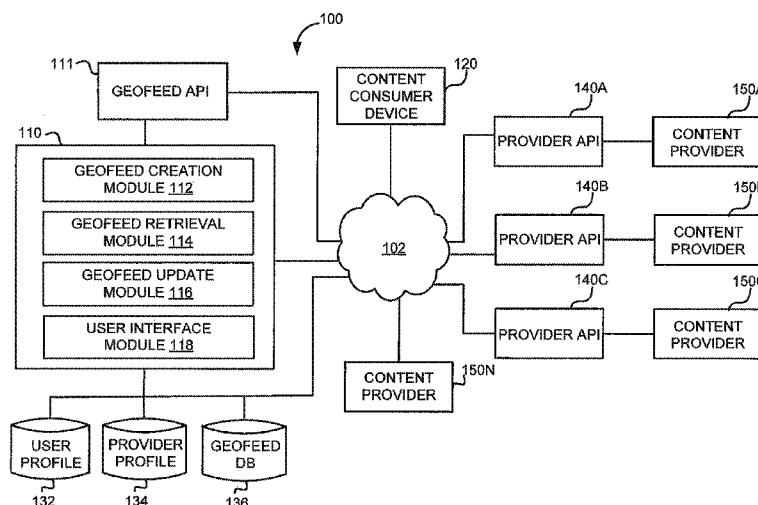 100
111
GEOFEED API
110
GEOFEED CREATION
MODULE 112
GEOFEED RETRIEVAL
MODULE 114
GEOFEED UPDATE
MODULE 116
USER INTERFACE
MODULE 118
USER
PROFILE
132
PROVIDER
PROFILE
134
GEOFEED
DB
136
120
CONTENT
CONSUMER
DEVICE
102
CONTENT
PROVIDER
150N
140A
PROVIDER API
150A
CONTENT
PROVIDER
140B
PROVIDER API
CONTENT
PROVIDER
140C
PROVIDER API
CONTENT
PROVIDER